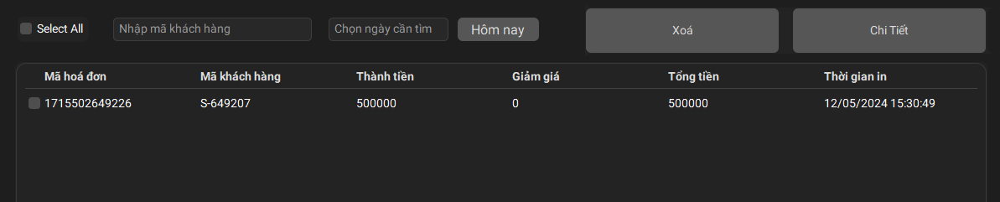 Select All Nhập mã khách hàng Chọn ngày cần tìm Hôm nay Xoá Chi Tiết
Mã hoá đơn Mã khách hàng Thành tiền Giảm giá Tổng tiền Thời gian in
1715502649226 S-649207 500000 0 500000 12/05/2024 15:30:49